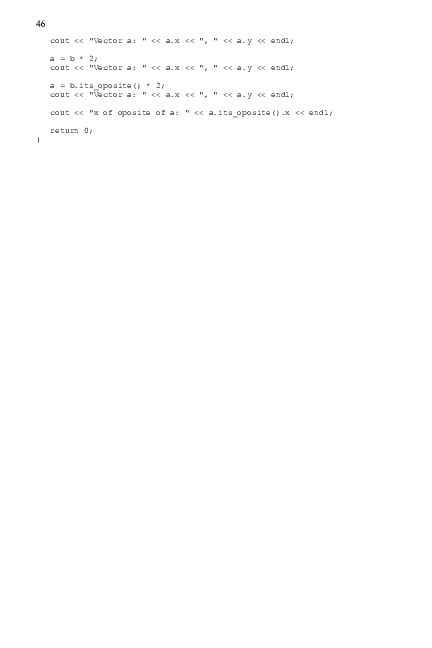 46
cout << "Vector a: " << a.x << ", " << a.y << endl;
a = b * 2;
cout << "Vector a: " << a.x << ", " << a.y << endl;
a = b.its_oposite() * 2;
cout << "Vector a: " << a.x << ", " << a.y << endl;
cout << "x of oposite of a: " << a.its_oposite().x << endl;
return 0;
}